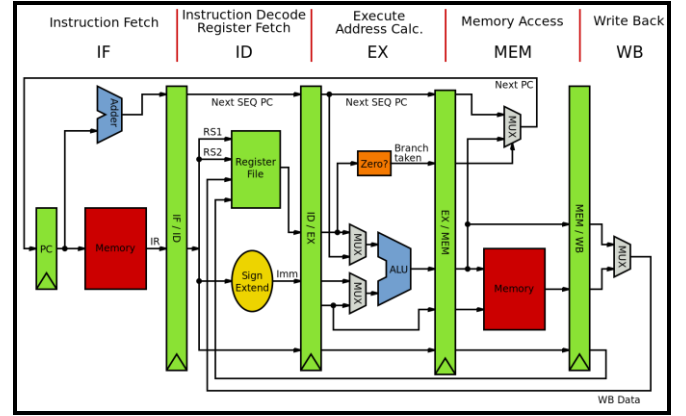 Instruction Fetch
IF
Instruction Decode
Register Fetch
ID
Execute
Address Calc.
EX
Memory Access
MEM
Write Back
WB
Next PC
Adder
Next SEQ PC
Next SEQ PC
MUX
RS1
RS2
Register
File
Branch
taken
Zero?
IF / ID
ID / EX
EX / MEM
MEM / WB
PC
Memory
IR
MUX
ALU
MUX
Sign
Extend
Imm
MUX
Memory
WB Data